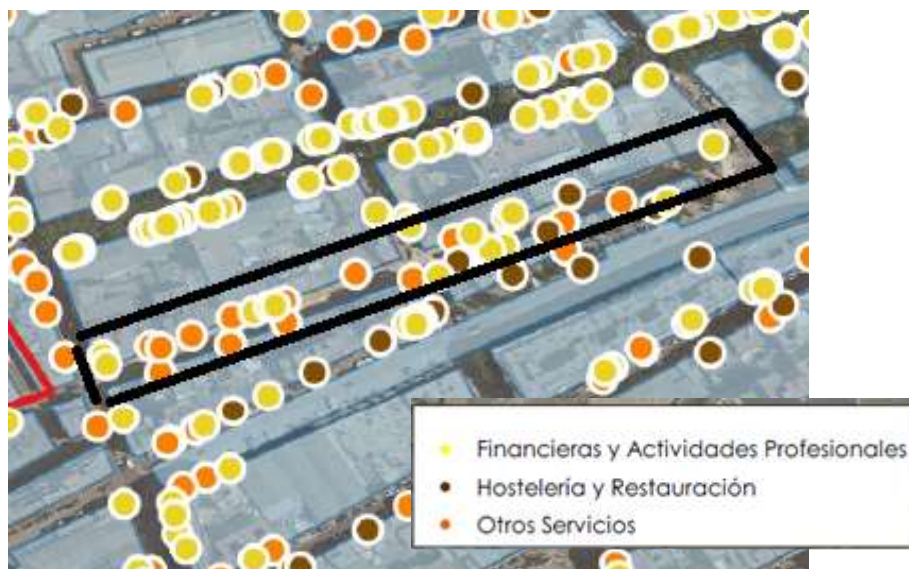 Financieras y Actividades Profesionales
Hostelería y Restauración
Otros Servicios